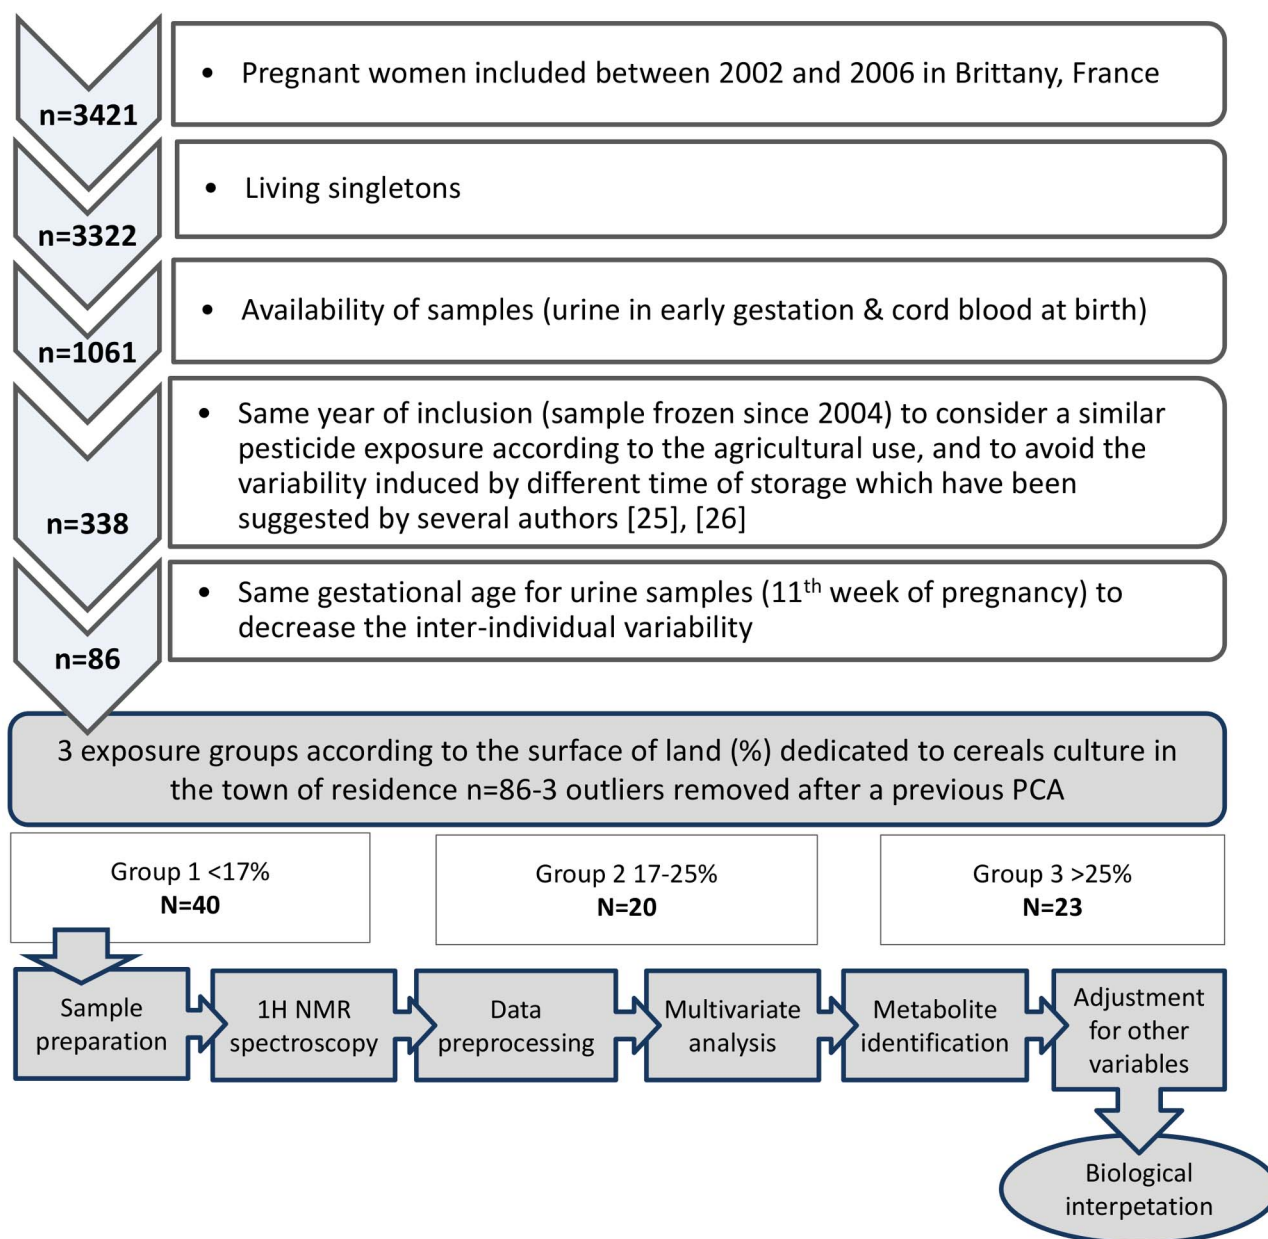 n=3421
• Pregnant women included between 2002 and 2006 in Brittany, France
n=3322
• Living singletons
n=1061
• Availability of samples (urine in early gestation & cord blood at birth)
n=338
• Same year of inclusion (sample frozen since 2004) to consider a similar
pesticide exposure according to the agricultural use, and to avoid the
variability induced by different time of storage which have been
suggested by several authors [25], [26]
n=86
• Same gestational age for urine samples (11th week of pregnancy) to
decrease the inter-individual variability
3 exposure groups according to the surface of land (%) dedicated to cereals culture in
the town of residence n=86-3 outliers removed after a previous PCA
Group 1 <17%
N=40
Group 2 17-25%
N=20
Group 3 >25%
N=23
Sample
preparation
1H NMR
spectroscopy
Data
preprocessing
Multivariate
analysis
Metabolite
identification
Adjustment
for other
variables
Biological
interpetation